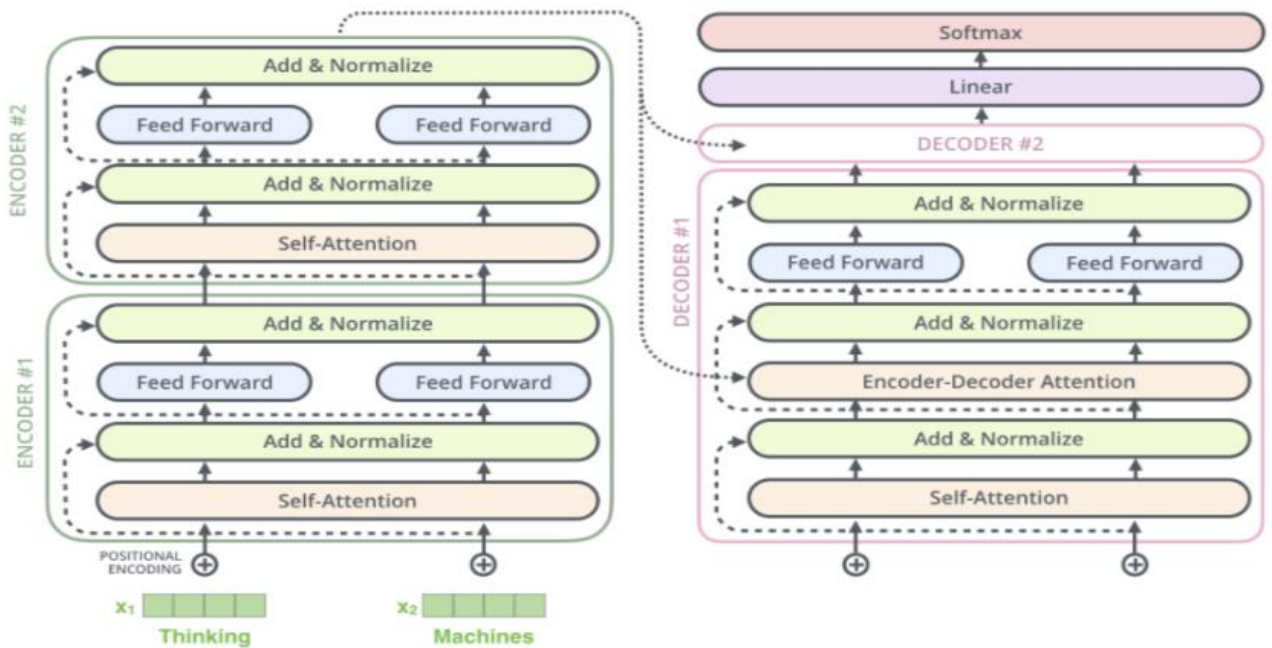 ENCODER #2
Add & Normalize
Feed Forward Feed Forward
Add & Normalize
Self-Attention
ENCODER #1
Add & Normalize
Feed Forward Feed Forward
Add & Normalize
Self-Attention
POSITIONAL
ENCODING
x₁ x₂
Thinking Machines
Softmax
Linear
DECODER #2
DECODER #1
Add & Normalize
Feed Forward Feed Forward
Add & Normalize
Encoder-Decoder Attention
Add & Normalize
Self-Attention